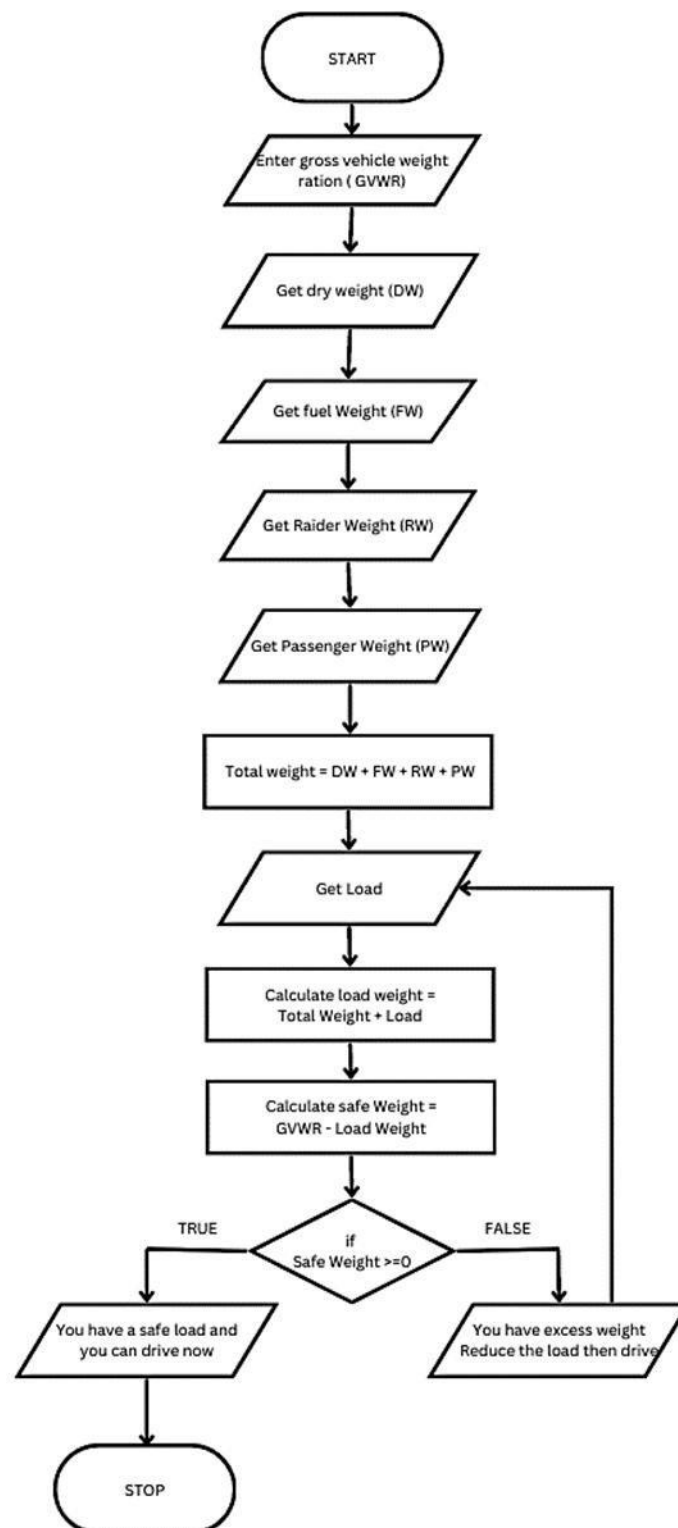 START
Enter gross vehicle weight
ration ( GVWR)
Get dry weight (DW)
Get fuel Weight (FW)
Get Raider Weight (RW)
Get Passenger Weight (PW)
Total weight = DW + FW + RW + PW
Get Load
Calculate load weight =
Total Weight + Load
Calculate safe Weight =
GVWR - Load Weight
if
Safe Weight >=0
TRUE
FALSE
You have a safe load and
you can drive now
You have excess weight
Reduce the load then drive
STOP